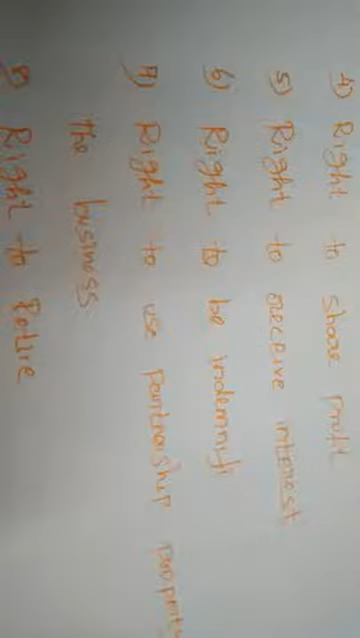 4) Right to share profit
5) Right to receive interest
6) Right to be indemnify
7) Right to use partnership
the business
8) Right to Retire